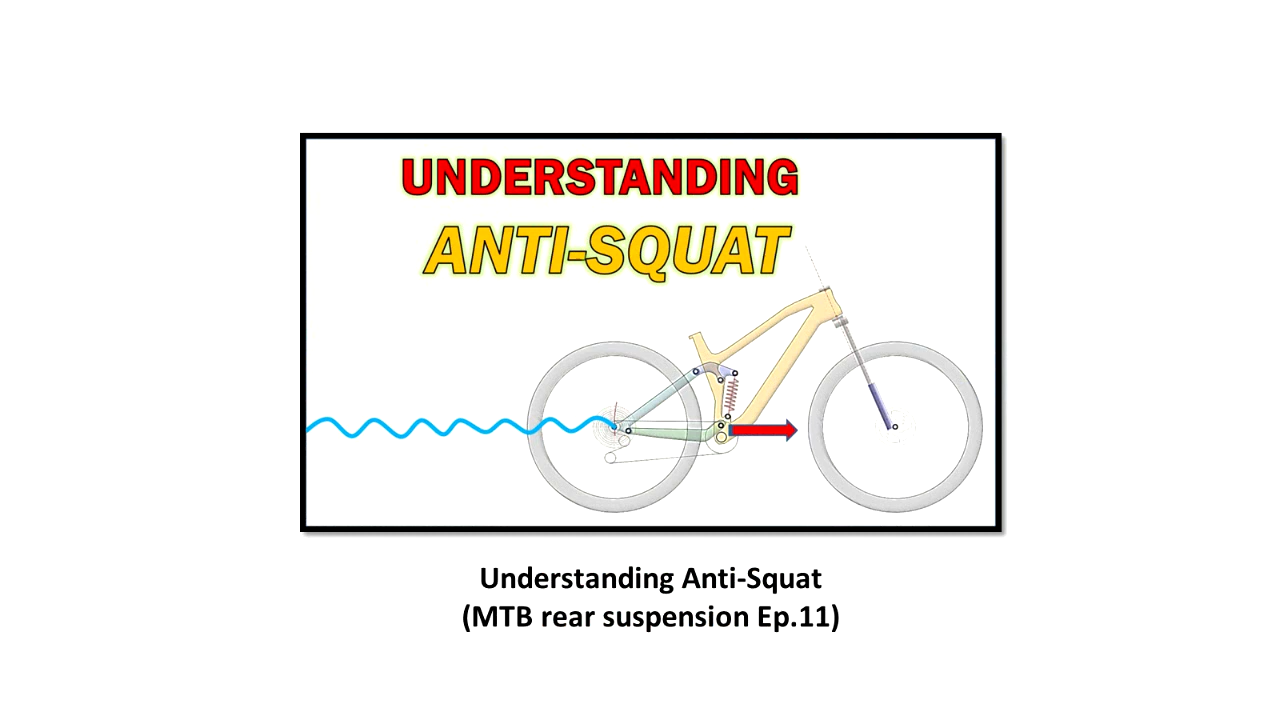 UNDERSTANDING
ANTI-SQUAT
Understanding Anti-Squat
(MTB rear suspension Ep.11)